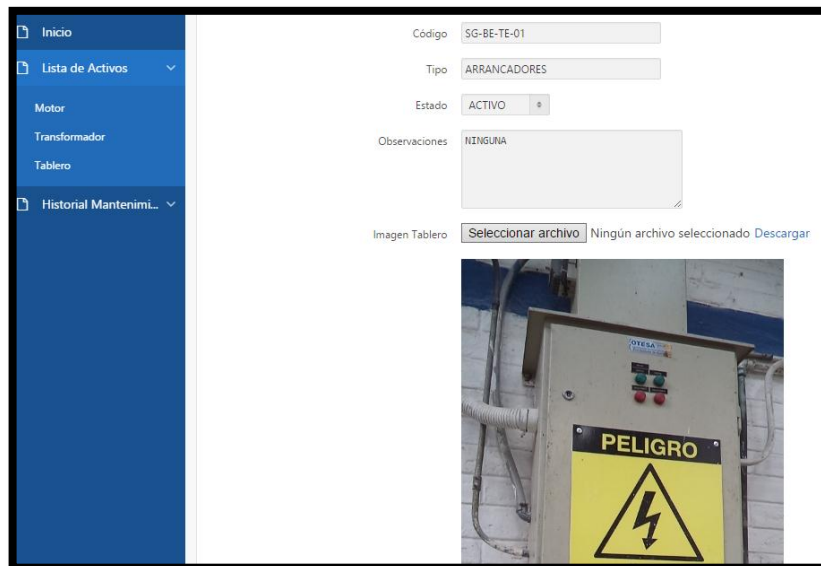 Inicio
Lista de Activos
Motor
Transformador
Tablero
Historial Mantenimi...
Código SG-BE-TE-01
Tipo ARRANCADORES
Estado ACTIVO
Observaciones NINGUNA
Imagen Tablero Seleccionar archivo Ningún archivo seleccionado Descargar
OTESA
PELIGRO